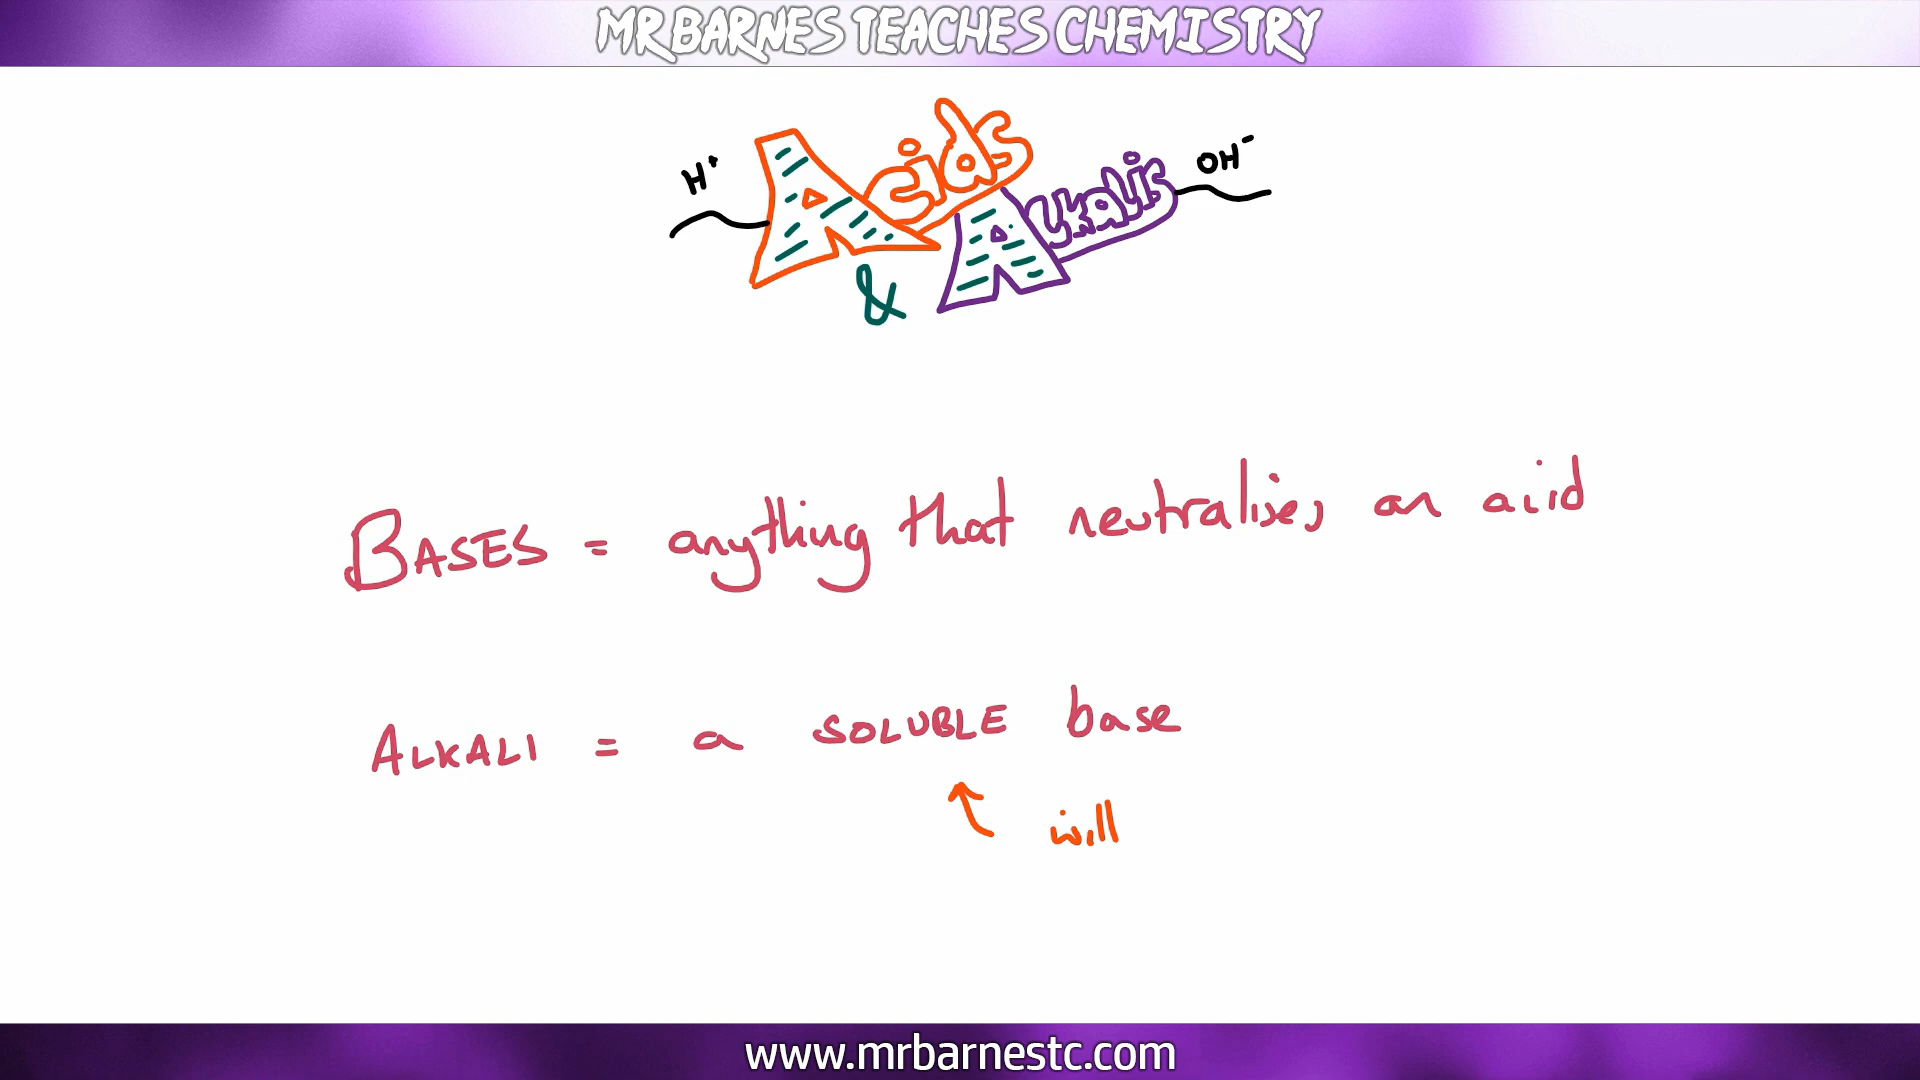 MR BARNES TEACHES CHEMISTRY
H⁺ Acids & Alkalis OH⁻
BASES = anything that neutralises an acid
ALKALI = a SOLUBLE base
will
www.mrbarnestc.com